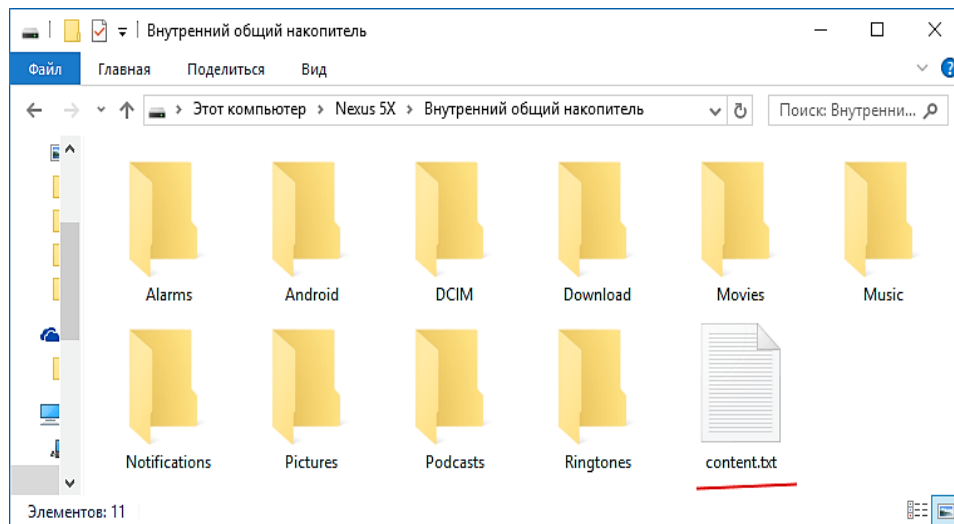 Внутренний общий накопитель
Файл Главная Поделиться Вид
Этот компьютер > Nexus 5X > Внутренний общий накопитель Поиск: Внутренни...
Alarms Android DCIM Download Movies Music
Notifications Pictures Podcasts Ringtones content.txt
Элементов: 11